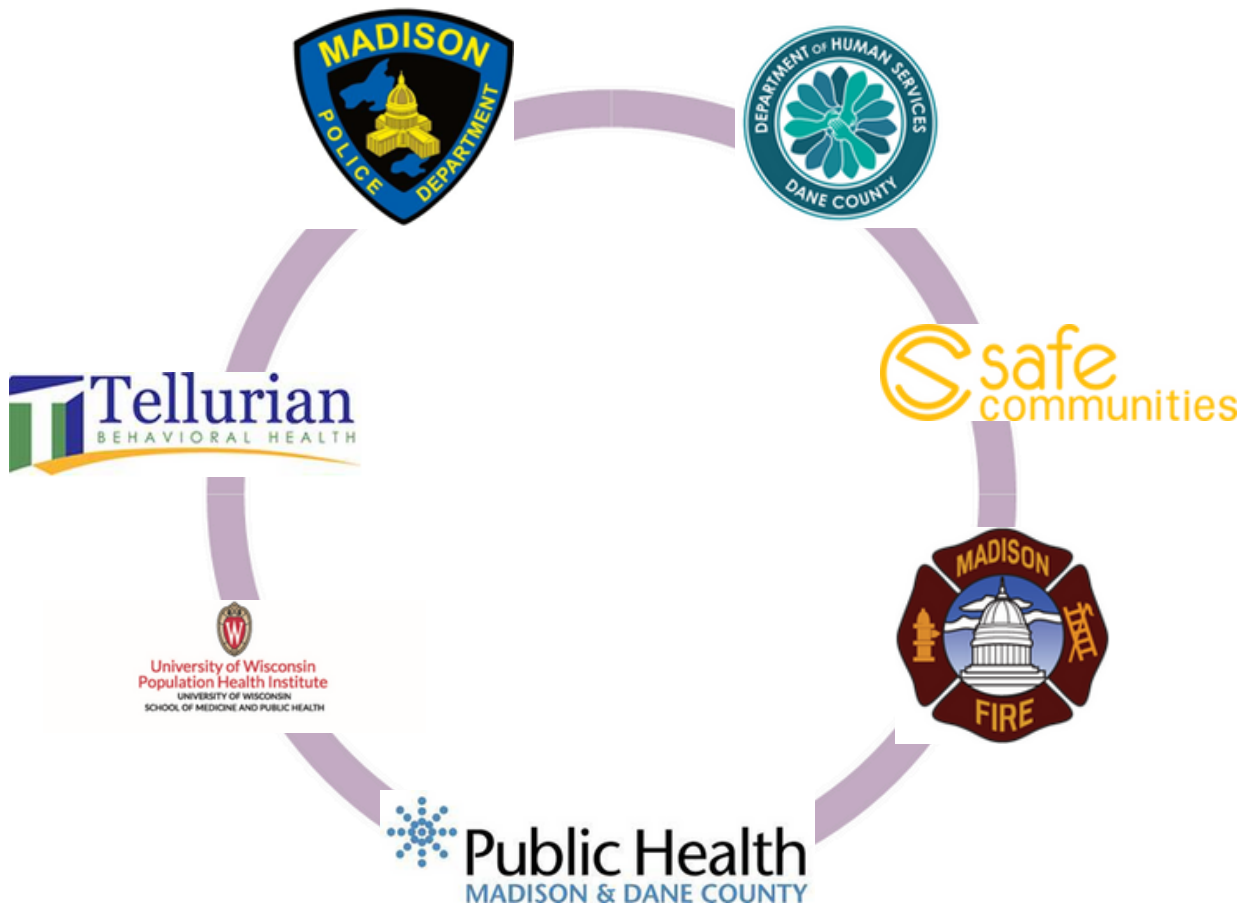 MADISON
POLICE
DEPARTMENT
DEPARTMENT OF HUMAN SERVICES
DANE COUNTY
safe
communities
Tellurian
BEHAVIORAL HEALTH
MADISON
FIRE
W
University of Wisconsin
Population Health Institute
UNIVERSITY OF WISCONSIN
SCHOOL OF MEDICINE AND PUBLIC HEALTH
Public Health
MADISON & DANE COUNTY